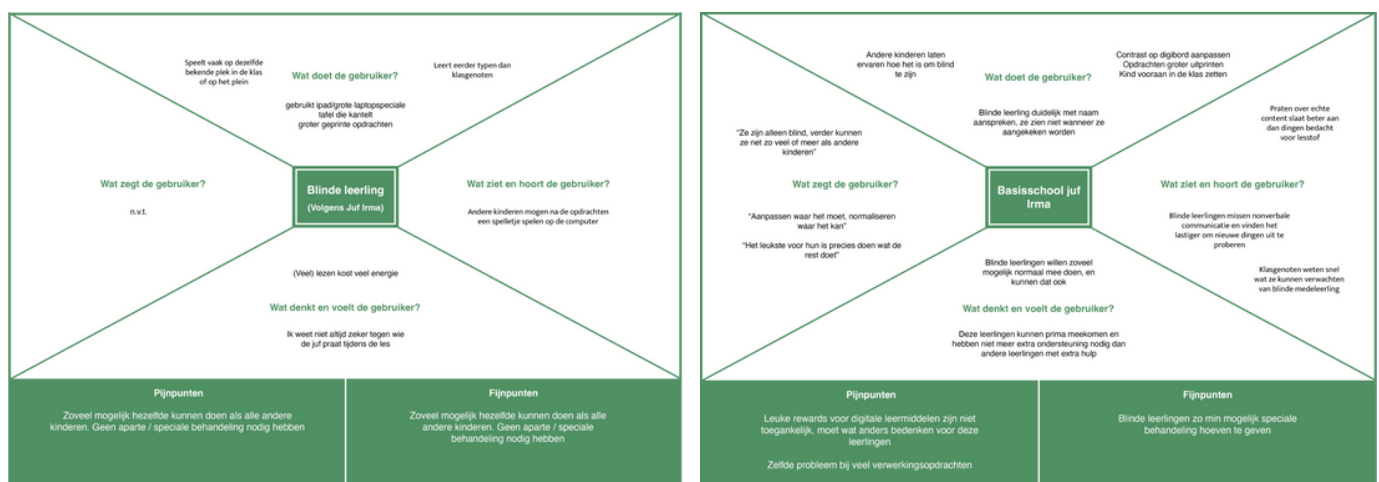 Speelt vaak op dezelfde
bekende plek in de klas
of op het plein
Wat doet de gebruiker?
Leert eerder typen dan
klasgenoten
gebruikt ipad/grote laptopspeciale
tafel die kantelt
groter geprinte opdrachten
Wat zegt de gebruiker?
n.v.t.
Blinde leerling
(Volgens Juf Irma)
Wat ziet en hoort de gebruiker?
Andere kinderen mogen na de opdrachten
een spelletje spelen op de computer
(Veel) lezen kost veel energie
Wat denkt en voelt de gebruiker?
Ik weet niet altijd zeker tegen wie
de juf praat tijdens de les
Pijnpunten
Zoveel mogelijk hezelfde kunnen doen als alle andere
kinderen. Geen aparte / speciale behandeling nodig hebben
Fijnpunten
Zoveel mogelijk hezelfde kunnen doen als alle
andere kinderen. Geen aparte / speciale
behandeling nodig hebben
Andere kinderen laten
ervaren hoe het is om blind
te zijn
Wat doet de gebruiker?
Contrast op digibord aanpassen
Opdrachten groter uitprinten
Kind vooraan in de klas zetten
Blinde leerling duidelijk met naam
aanspreken, ze zien niet wanneer ze
aangekeken worden
Praten over echte
content slaat beter aan
dan dingen bedacht
voor lesstof
"Ze zijn alleen blind, verder kunnen
ze net zo veel of meer als andere
kinderen"
Wat zegt de gebruiker?
"Aanpassen waar het moet, normaliseren
waar het kan"
"Het leukste voor hun is precies doen wat de
rest doet"
Basisschool juf
Irma
Wat ziet en hoort de gebruiker?
Blinde leerlingen missen nonverbale
communicatie en vinden het
lastiger om nieuwe dingen uit te
proberen
Klasgenoten weten snel
wat ze kunnen verwachten
van blinde medeleerling
Blinde leerlingen willen zoveel
mogelijk normaal mee doen, en
kunnen dat ook
Wat denkt en voelt de gebruiker?
Deze leerlingen kunnen prima meekomen en
hebben niet meer extra ondersteuning nodig dan
andere leerlingen met extra hulp
Pijnpunten
Leuke rewards voor digitale leermiddelen zijn niet
toegankelijk, moet wat anders bedenken voor deze
leerlingen
Zelfde probleem bij veel verwerkingsopdrachten
Fijnpunten
Blinde leerlingen zo min mogelijk speciale
behandeling hoeven te geven